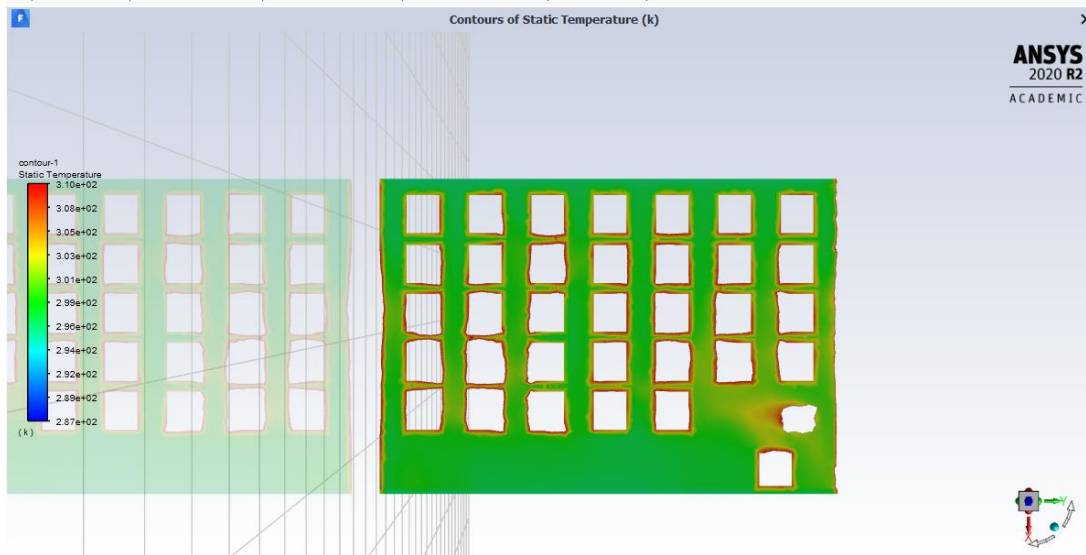 F
Contours of Static Temperature (k)
ANSYS
2020 R2
ACADEMIC
contour-1
Static Temperature
3.10e+02
3.08e+02
3.05e+02
3.03e+02
3.01e+02
2.98e+02
2.96e+02
2.94e+02
2.92e+02
2.89e+02
2.87e+02
(k)
Y
X